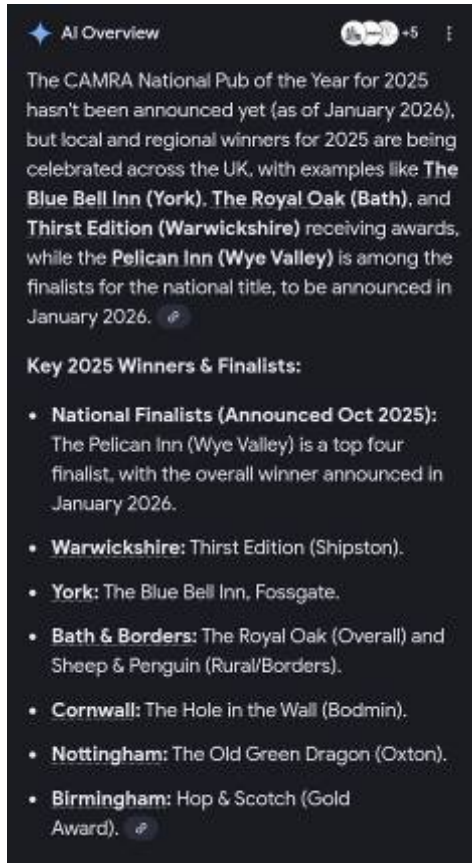 AI Overview +5
The CAMRA National Pub of the Year for 2025
hasn't been announced yet (as of January 2026),
but local and regional winners for 2025 are being
celebrated across the UK, with examples like The
Blue Bell Inn (York), The Royal Oak (Bath), and
Thirst Edition (Warwickshire) receiving awards,
while the Pelican Inn (Wye Valley) is among the
finalists for the national title, to be announced in
January 2026.
Key 2025 Winners & Finalists:
• National Finalists (Announced Oct 2025):
The Pelican Inn (Wye Valley) is a top four
finalist, with the overall winner announced in
January 2026.
• Warwickshire: Thirst Edition (Shipston).
• York: The Blue Bell Inn, Fossgate.
• Bath & Borders: The Royal Oak (Overall) and
Sheep & Penguin (Rural/Borders).
• Cornwall: The Hole in the Wall (Bodmin).
• Nottingham: The Old Green Dragon (Oxton).
• Birmingham: Hop & Scotch (Gold
Award).